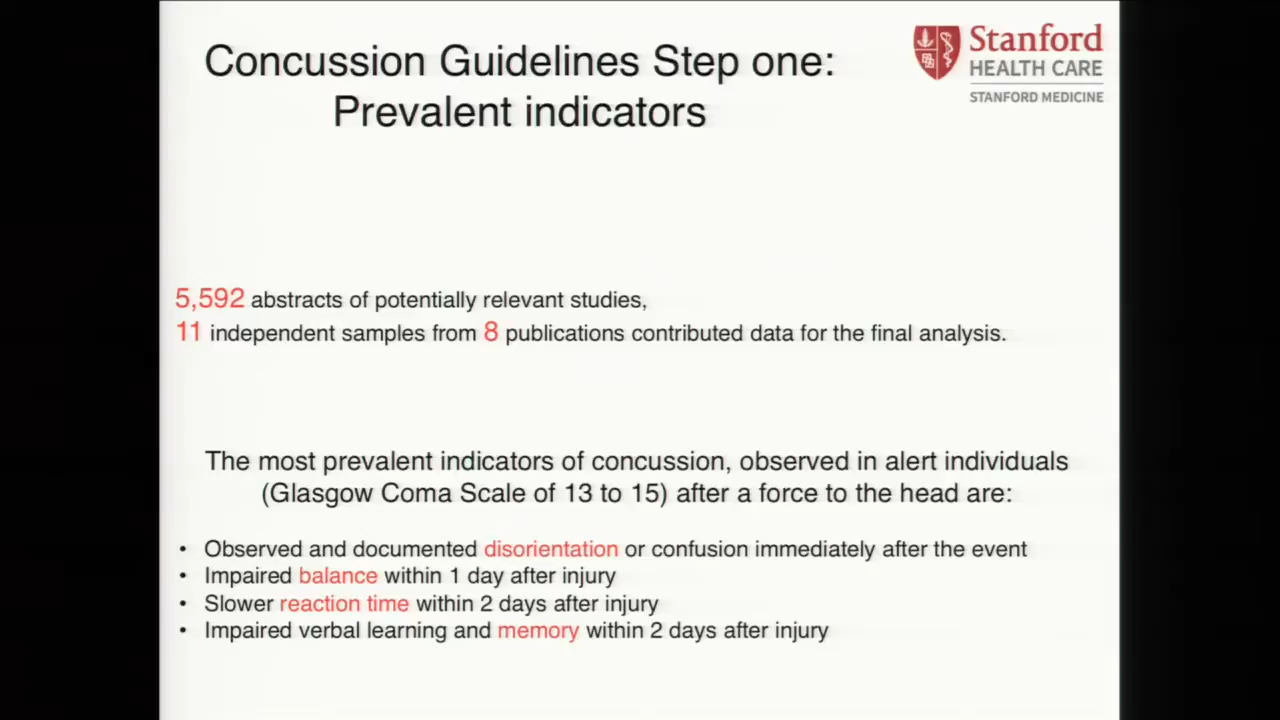 Concussion Guidelines Step one:
Prevalent indicators
Stanford
HEALTH CARE
STANFORD MEDICINE
5,592 abstracts of potentially relevant studies,
11 independent samples from 8 publications contributed data for the final analysis.
The most prevalent indicators of concussion, observed in alert individuals
(Glasgow Coma Scale of 13 to 15) after a force to the head are:
• Observed and documented disorientation or confusion immediately after the event
• Impaired balance within 1 day after injury
• Slower reaction time within 2 days after injury
• Impaired verbal learning and memory within 2 days after injury